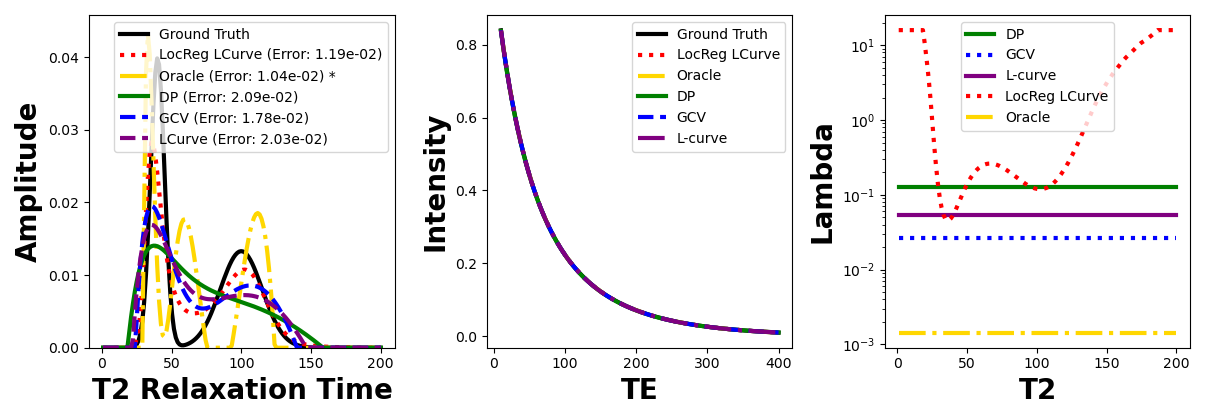 Amplitude
0.04
0.03
0.02
0.01
0.00
Ground Truth
LocReg LCurve (Error: 1.19e-02)
Oracle (Error: 1.04e-02) *
DP (Error: 2.09e-02)
GCV (Error: 1.78e-02)
LCurve (Error: 2.03e-02)
0 50 100 150 200
T2 Relaxation Time
Intensity
0.8
0.6
0.4
0.2
0.0
Ground Truth
LocReg LCurve
Oracle
DP
GCV
L-curve
0 100 200 300 400
TE
Lambda
10¹
10⁰
10⁻¹
10⁻²
10⁻³
DP
GCV
L-curve
LocReg LCurve
Oracle
0 50 100 150 200
T2